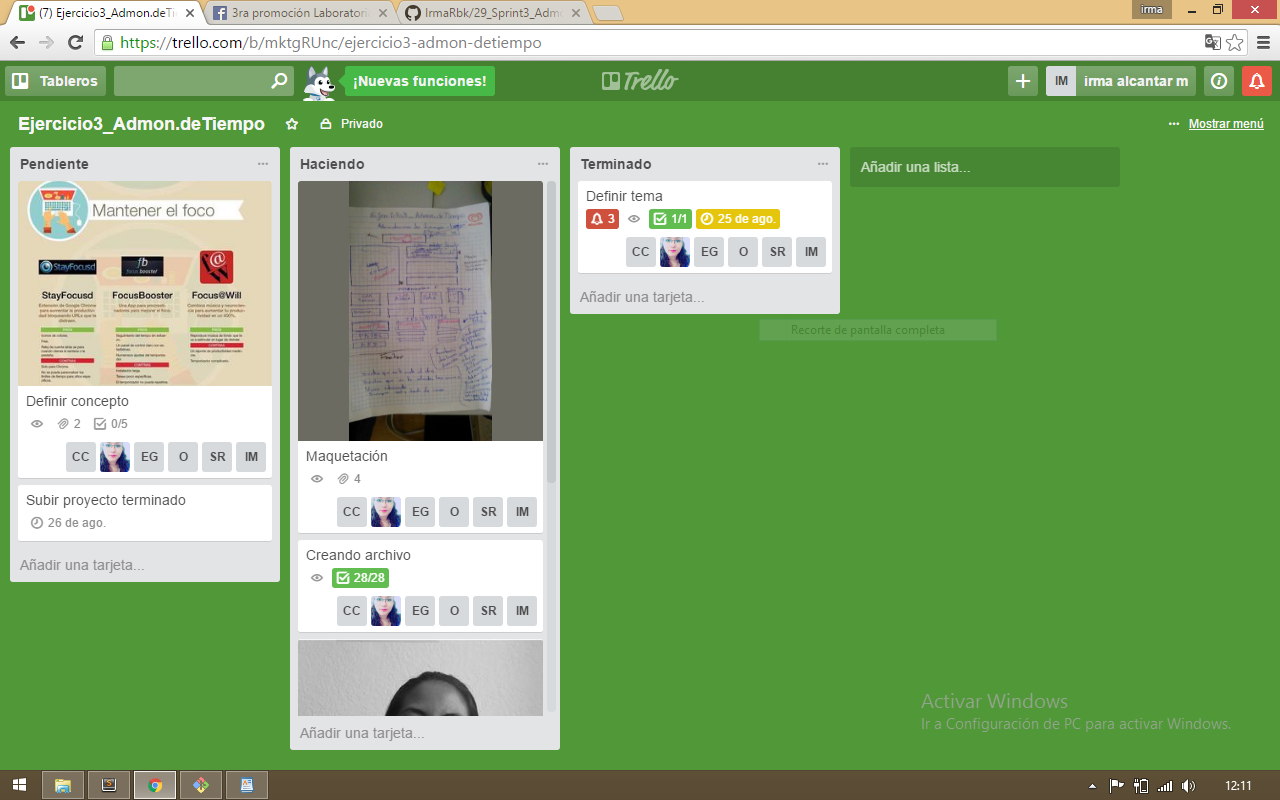 (7) Ejercicio3_Admon.deTi
3ra promoción Laboratori
IrmaRbk/29_Sprint3_Adm
irma
https://trello.com/b/mktgRUnc/ejercicio3-admon-detiempo
Tableros
¡Nuevas funciones!
Trello
IM irma alcantar m
Ejercicio3_Admon.deTiempo
Privado
··· Mostrar menú
Pendiente
Mantener el foco
StayFocusd
fb
f@W
StayFocusd
FocusBooster
Focus@Will
Definir concepto
2 0/5
CC EG O SR IM
Subir proyecto terminado
26 de ago.
Añadir una tarjeta...
Haciendo
Maquetación
4
CC EG O SR IM
Creando archivo
28/28
CC EG O SR IM
Añadir una tarjeta...
Terminado
Definir tema
3 1/1 25 de ago.
CC EG O SR IM
Añadir una tarjeta...
Añadir una lista...
Recorte de pantalla completa
Activar Windows
Ir a Configuración de PC para activar Windows.
12:11